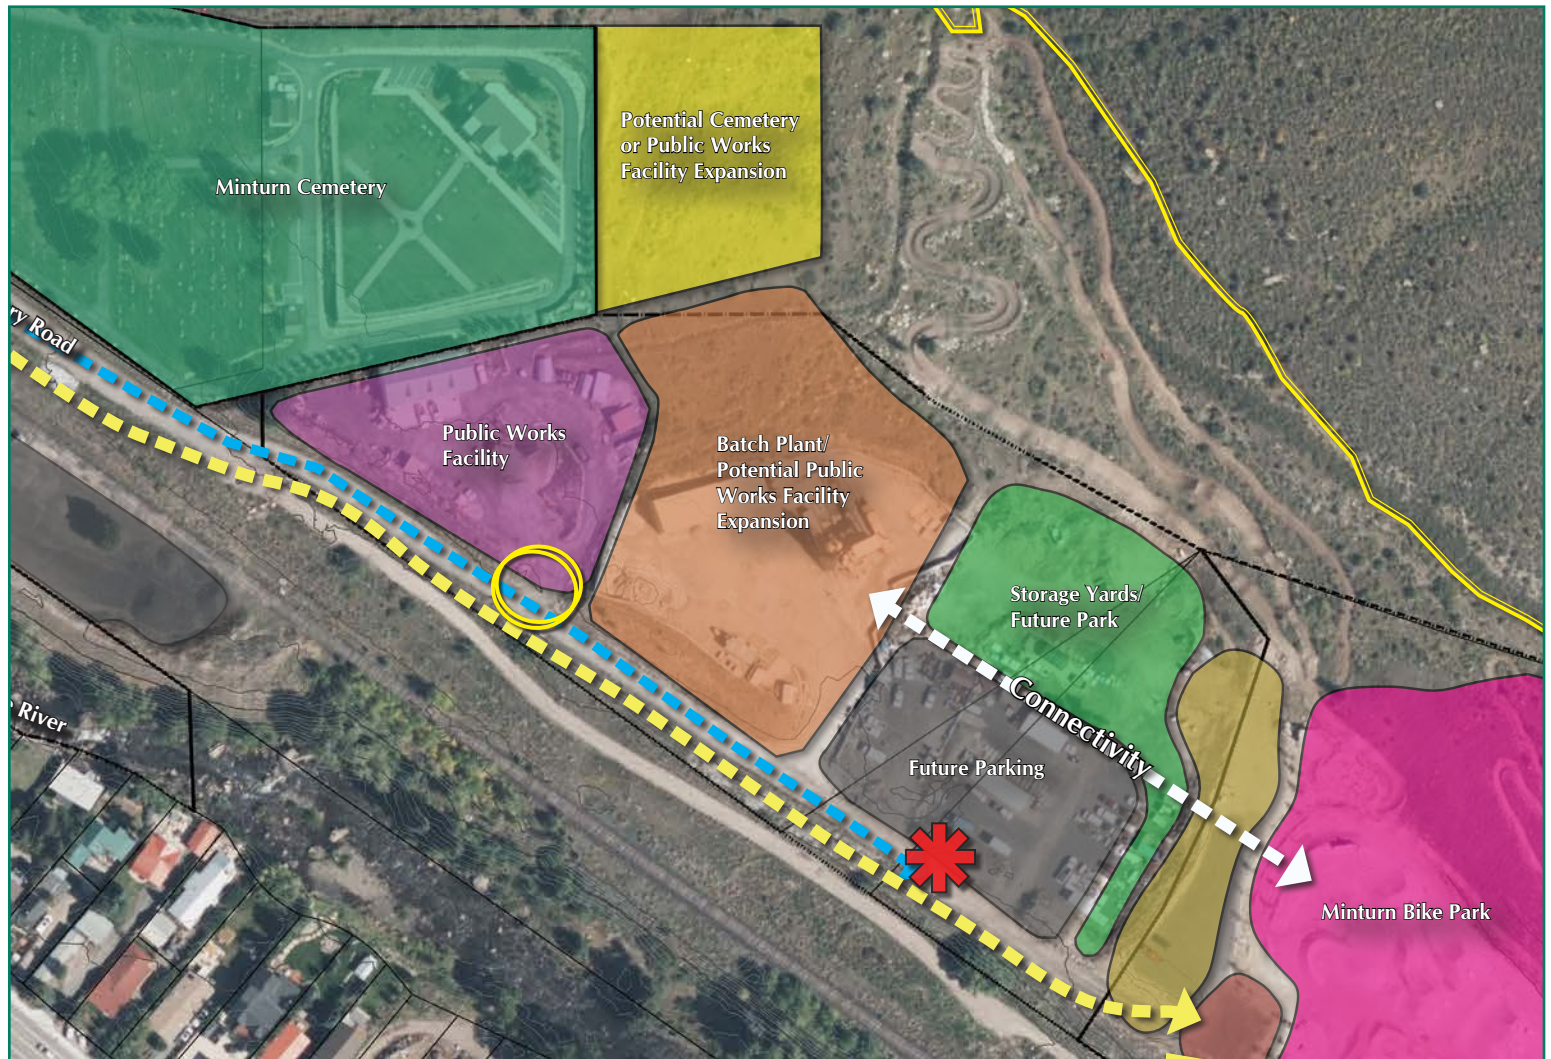 Potential Cemetery
or Public Works
Facility Expansion
Minturn Cemetery
ry Road
Public Works
Facility
Batch Plant/
Potential Public
Works Facility
Expansion
Storage Yards/
Future Park
Connectivity
River
Future Parking
Minturn Bike Park